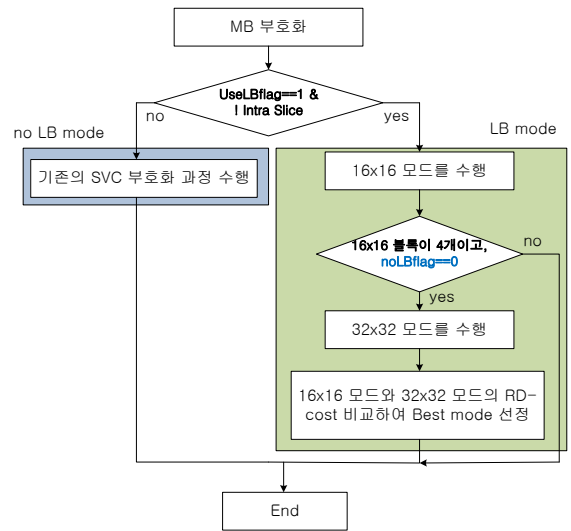 MB 부호화
UseLBflag==1 &
! Intra Slice
no
yes
no LB mode
LB mode
기존의 SVC 부호화 과정 수행
16x16 모드를 수행
16x16 블록이 4개이고,
noLBflag==0
no
yes
32x32 모드를 수행
16x16 모드와 32x32 모드의 RD-
cost 비교하여 Best mode 선정
End